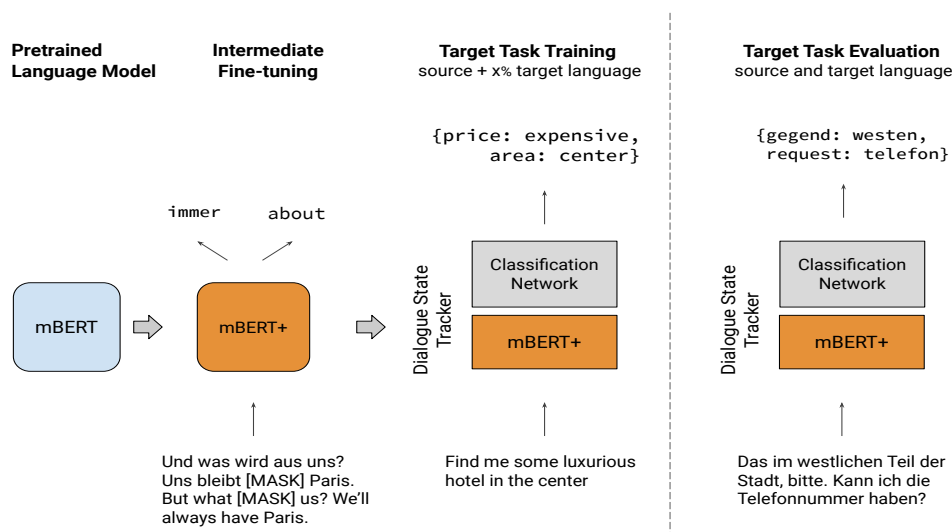 Pretrained
Language Model
Intermediate
Fine-tuning
Target Task Training
source + x% target language
Target Task Evaluation
source and target language
{price: expensive,
area: center}
{gegend: westen,
request: telefon}
immer
about
mBERT
mBERT+
Dialogue State
Tracker
Classification
Network
mBERT+
Dialogue State
Tracker
Classification
Network
mBERT+
Und was wird aus uns?
Uns bleibt [MASK] Paris.
But what [MASK] us? We'll
always have Paris.
Find me some luxurious
hotel in the center
Das im westlichen Teil der
Stadt, bitte. Kann ich die
Telefonnummer haben?